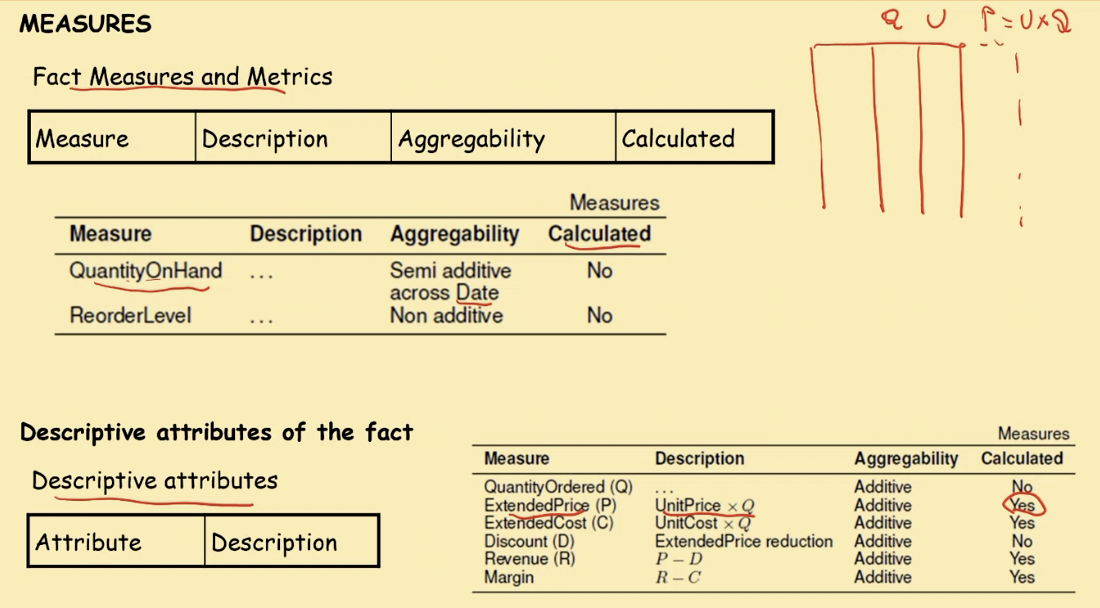 MEASURES
Q U P = U x Q
Fact Measures and Metrics
Measure Description Aggregability Calculated
Measures
Measure Description Aggregability Calculated
QuantityOnHand ... Semi additive No
across Date
ReorderLevel ... Non additive No
Descriptive attributes of the fact
Descriptive attributes
Attribute Description
Measures
Measure Description Aggregability Calculated
QuantityOrdered (Q) ... Additive No
ExtendedPrice (P) UnitPrice × Q Additive Yes
ExtendedCost (C) UnitCost × Q Additive Yes
Discount (D) ExtendedPrice reduction Additive No
Revenue (R) P − D Additive Yes
Margin R − C Additive Yes